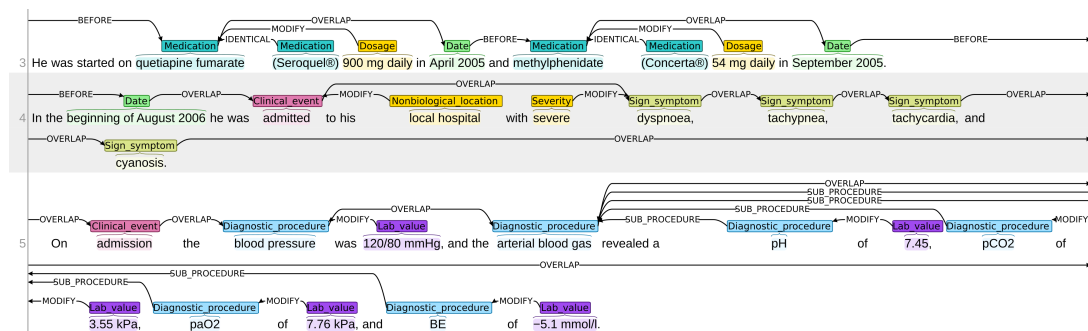 BEFORE OVERLAP
MODIFY
Medication IDENTICAL Medication Dosage Date BEFORE Medication IDENTICAL Medication Dosage Date BEFORE
OVERLAP
MODIFY
3 He was started on quetiapine fumarate (Seroquel®) 900 mg daily in April 2005 and methylphenidate (Concerta®) 54 mg daily in September 2005.
OVERLAP
BEFORE Date OVERLAP Clinical_event MODIFY Nonbiological_location Severity MODIFY Sign_symptom OVERLAP Sign_symptom OVERLAP Sign_symptom OVERLAP
4 In the beginning of August 2006 he was admitted to his local hospital with severe dyspnoea, tachypnea, tachycardia, and
OVERLAP Sign_symptom OVERLAP
cyanosis.
OVERLAP
SUB_PROCEDURE
SUB_PROCEDURE
OVERLAP SUB_PROCEDURE
OVERLAP Clinical_event OVERLAP Diagnostic_procedure MODIFY Lab_value Diagnostic_procedure SUB_PROCEDURE Diagnostic_procedure MODIFY Lab_value Diagnostic_procedure MODIFY
5 On admission the blood pressure was 120/80 mmHg, and the arterial blood gas revealed a pH of 7.45, pCO2 of
OVERLAP
SUB_PROCEDURE
SUB_PROCEDURE
MODIFY Lab_value Diagnostic_procedure MODIFY Lab_value Diagnostic_procedure MODIFY Lab_value
3.55 kPa, paO2 of 7.76 kPa, and BE of −5.1 mmol/l.